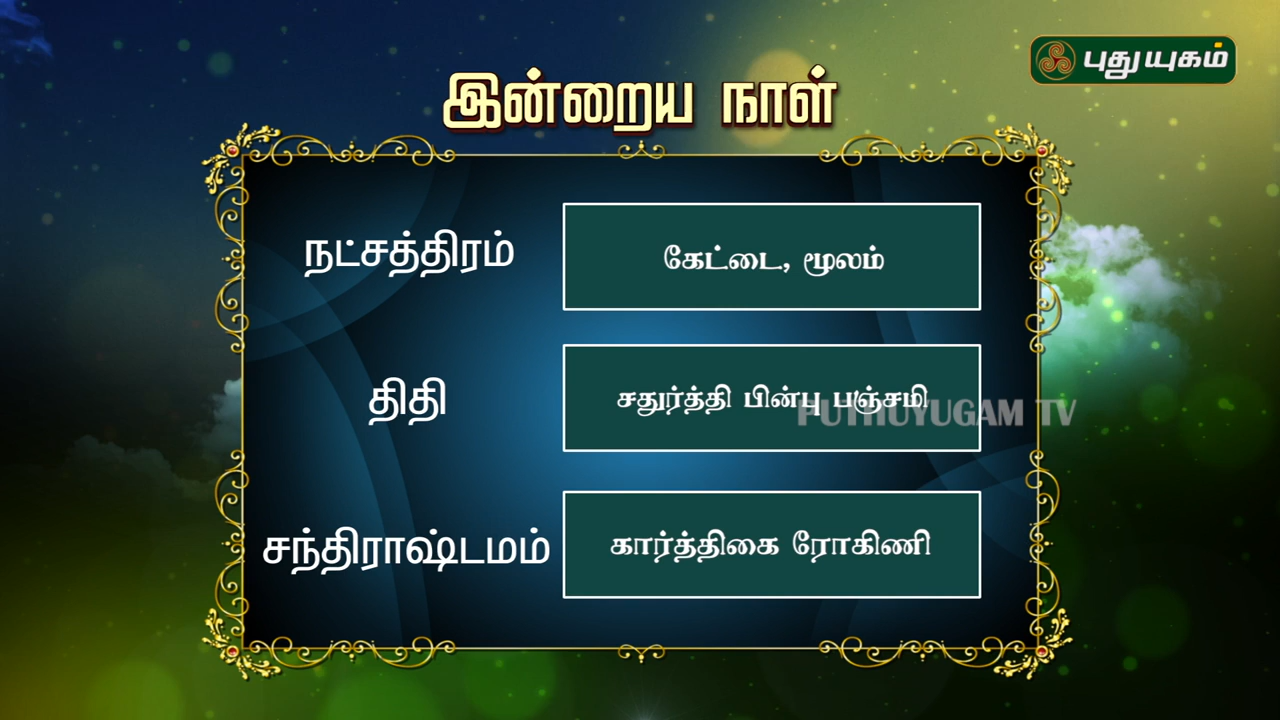 புதுயுகம்
இன்றைய நாள்
நட்சத்திரம்
கேட்டை, மூலம்
திதி
சதுர்த்தி பின்பு பஞ்சமி
PUTHUYUGAM TV
சந்திராஷ்டமம்
கார்த்திகை ரோகிணி